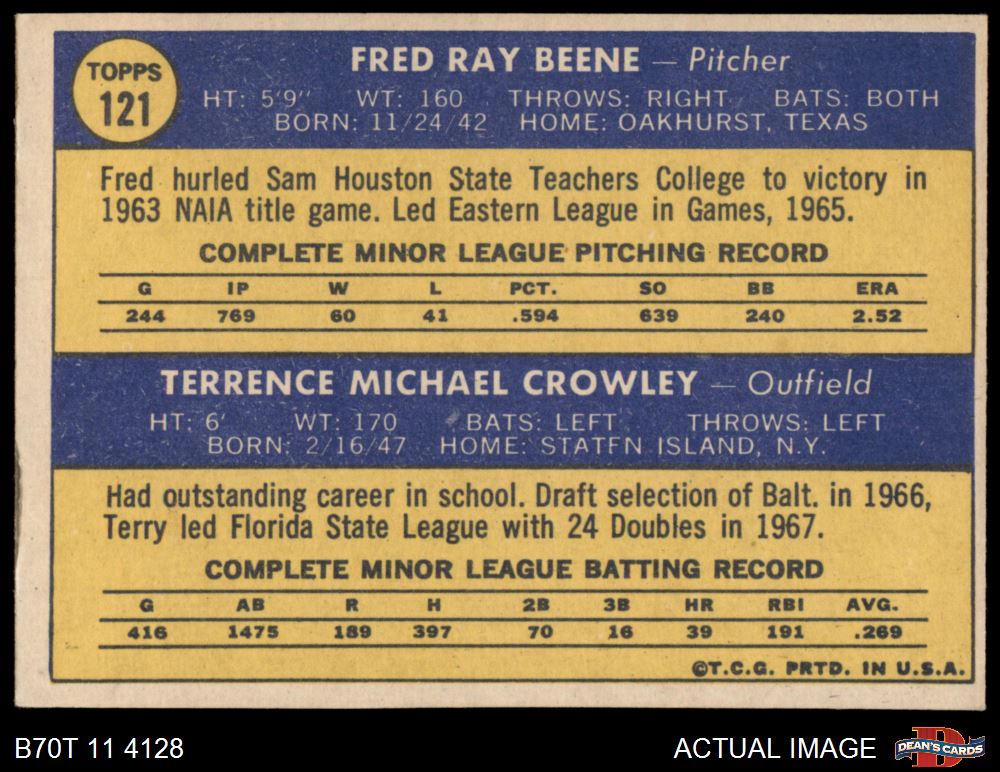 TOPPS
121
FRED RAY BEENE — Pitcher
HT: 5'9" WT: 160 THROWS: RIGHT BATS: BOTH
BORN: 11/24/42 HOME: OAKHURST, TEXAS
Fred hurled Sam Houston State Teachers College to victory in
1963 NAIA title game. Led Eastern League in Games, 1965.
COMPLETE MINOR LEAGUE PITCHING RECORD
G IP W L PCT. SO BB ERA
244 769 60 41 .594 639 240 2.52
TERRENCE MICHAEL CROWLEY — Outfield
HT: 6' WT: 170 BATS: LEFT THROWS: LEFT
BORN: 2/16/47 HOME: STATEN ISLAND, N.Y.
Had outstanding career in school. Draft selection of Balt. in 1966,
Terry led Florida State League with 24 Doubles in 1967.
COMPLETE MINOR LEAGUE BATTING RECORD
G AB R H 2B 3B HR RBI AVG.
416 1475 189 397 70 16 39 191 .269
©T.C.G. PRTD. IN U.S.A.
B70T 11 4128
ACTUAL IMAGE
D
DEAN'S CARDS